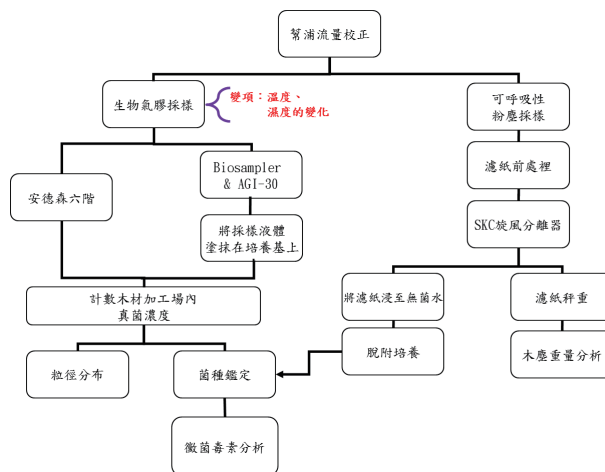 幫浦流量校正
生物氣膠採樣
變項：溫度、
濕度的變化
可呼吸性
粉塵採樣
安德森六階
Biosampler
& AGI-30
濾紙前處裡
將採樣液體
塗抹在培養基上
SKC旋風分離器
計數木材加工場內
真菌濃度
將濾紙浸至無菌水
濾紙秤重
粒徑分布
菌種鑑定
脫附培養
木塵重量分析
黴菌毒素分析